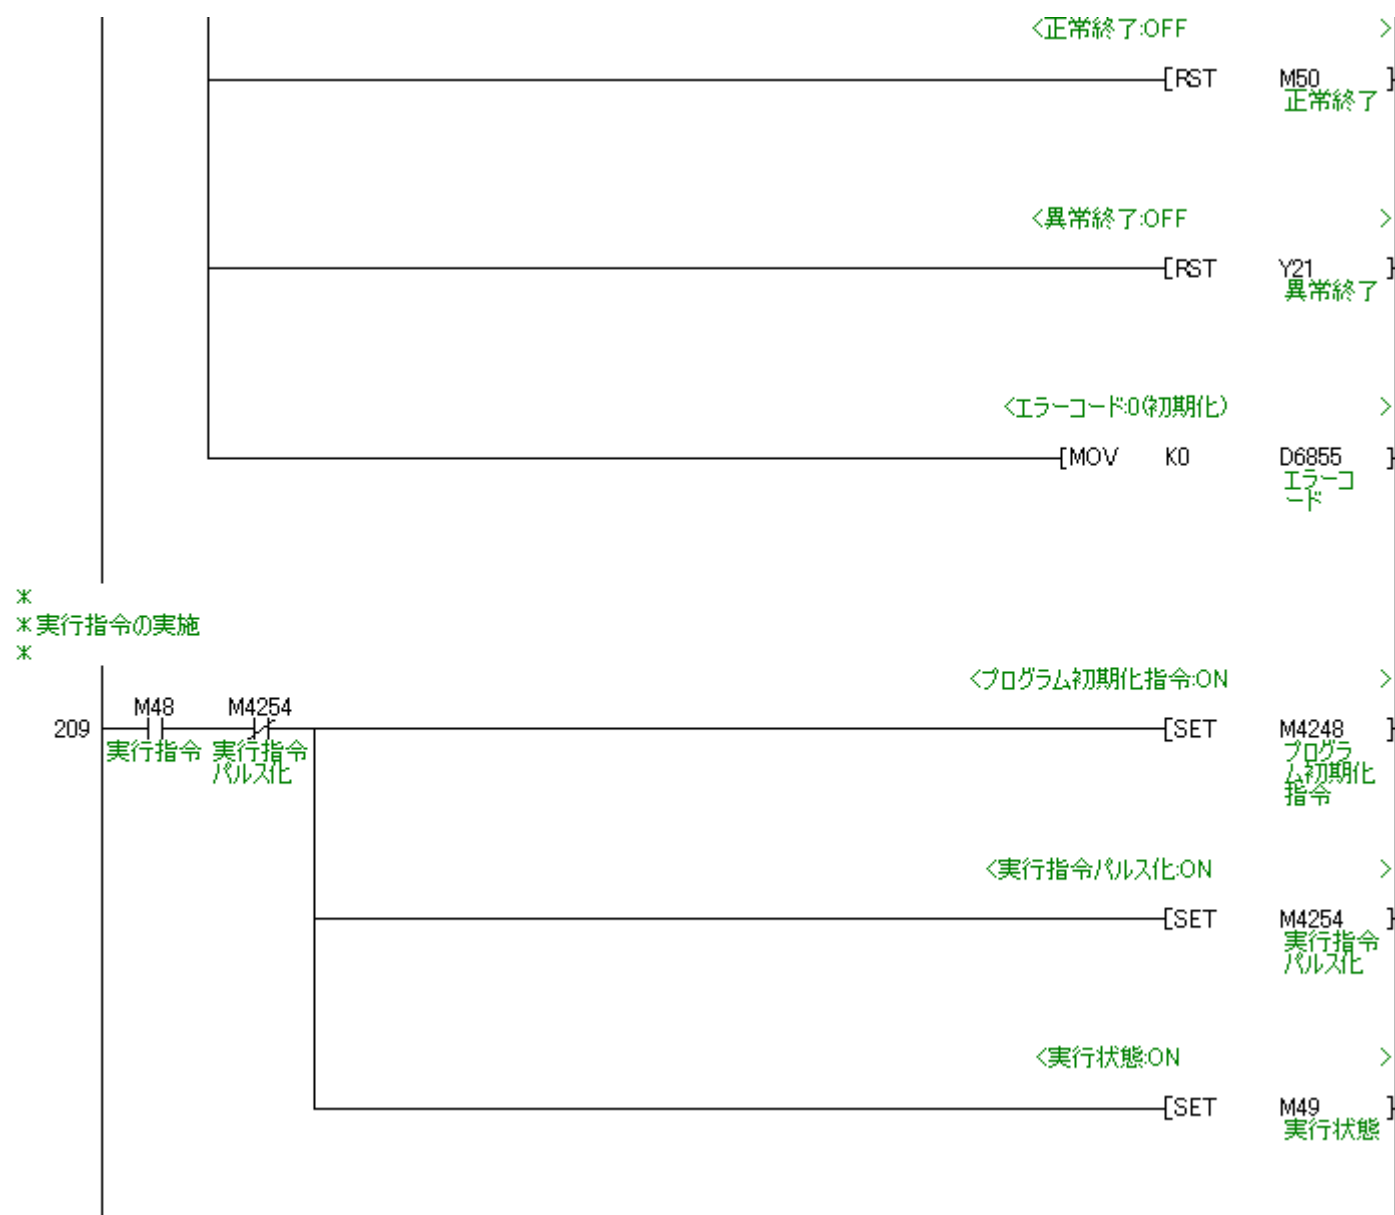 <正常終了:OFF >
[RST M50 ]
正常終了
<異常終了:OFF >
[RST Y21 ]
異常終了
<エラーコード:0(初期化) >
[MOV K0 D6855 ]
エラーコ
ード
*
*実行指令の実施
*
<プログラム初期化指令:ON >
M48 M4254
209 [SET M4248 ]
実行指令 実行指令 プログラ
パルス化 ム初期化
指令
<実行指令パルス化:ON >
[SET M4254 ]
実行指令
パルス化
<実行状態:ON >
[SET M49 ]
実行状態